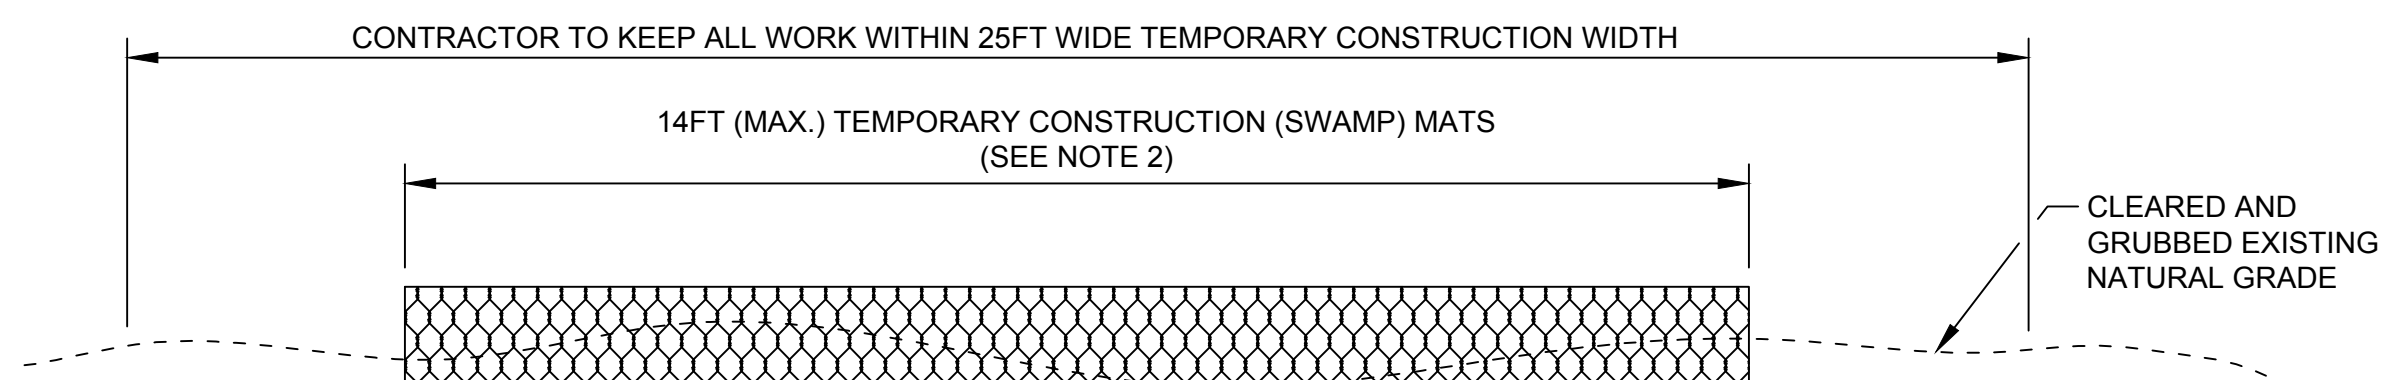 CONTRACTOR TO KEEP ALL WORK WITHIN 25FT WIDE TEMPORARY CONSTRUCTION WIDTH
14FT (MAX.) TEMPORARY CONSTRUCTION (SWAMP) MATS
(SEE NOTE 2)
CLEARED AND
GRUBBED EXISTING
NATURAL GRADE